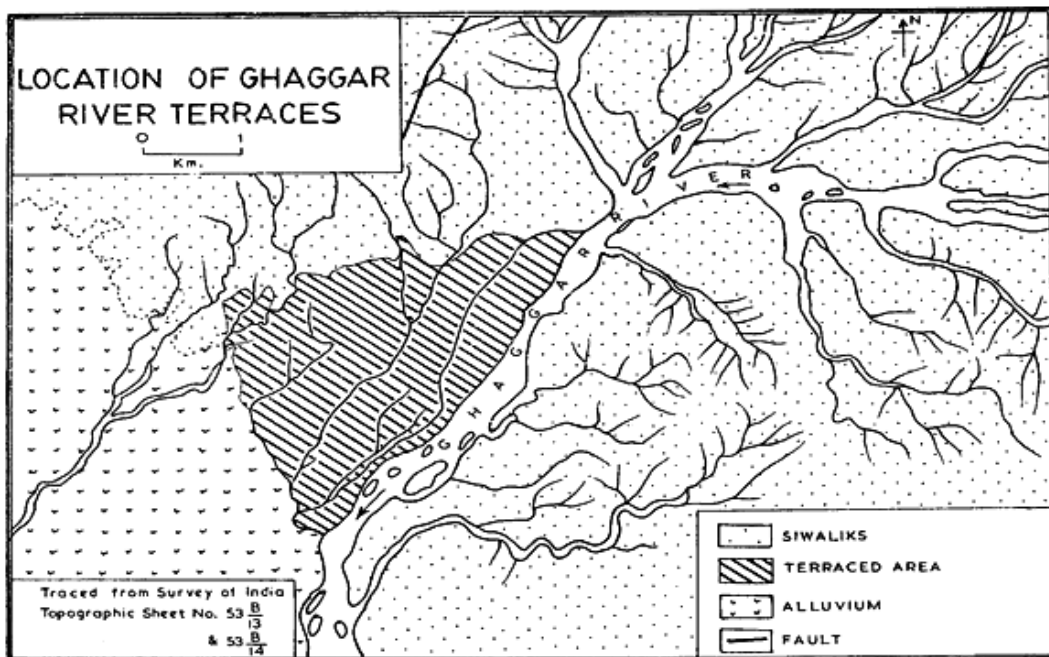 LOCATION OF GHAGGAR
RIVER TERRACES
0 1
Km.
N
GHAGGAR RIVER
SIWALIKS
TERRACED AREA
ALLUVIUM
FAULT
Traced from Survey of India
Topographic Sheet No. 53 B/13
& 53 B/14